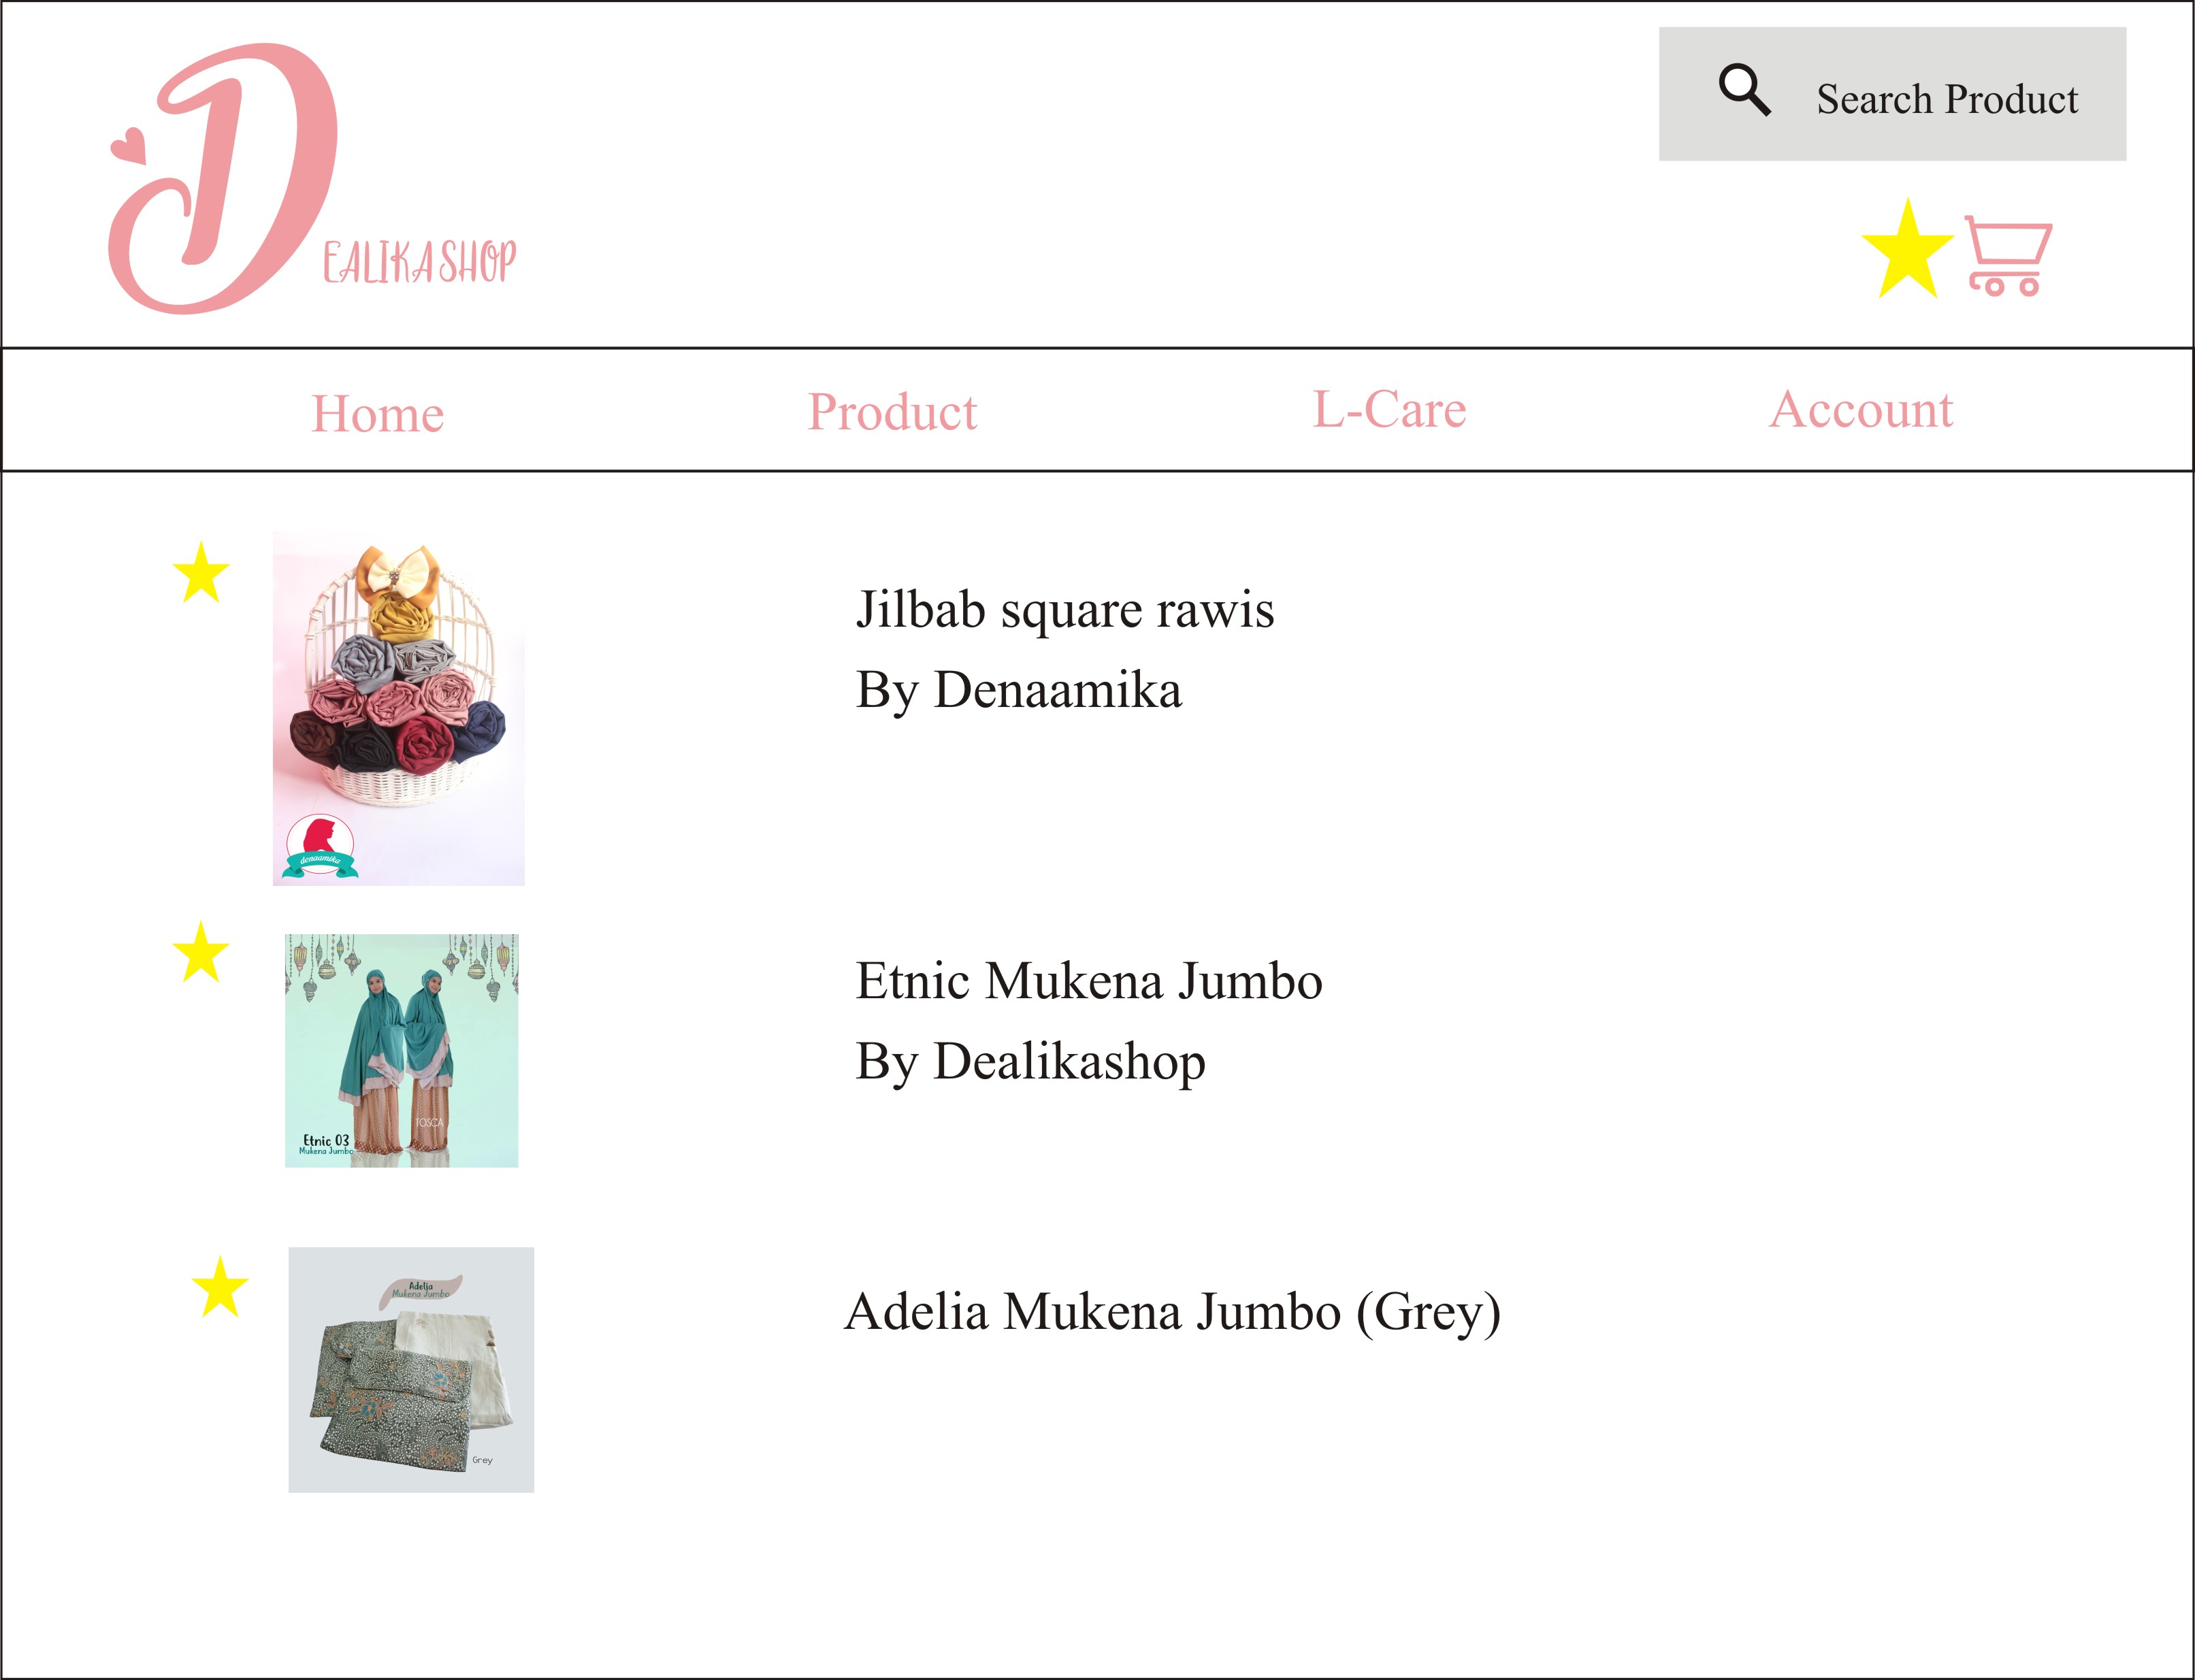 DEALIKASHOP
Search Product
Home
Product
L-Care
Account
Jilbab square rawis
By Denaamika
denaamika
Etnic Mukena Jumbo
By Dealikashop
TOSCA
Etnic 03
Mukena Jumbo
Adelia Mukena Jumbo (Grey)
Adelia
Mukena Jumbo
Grey